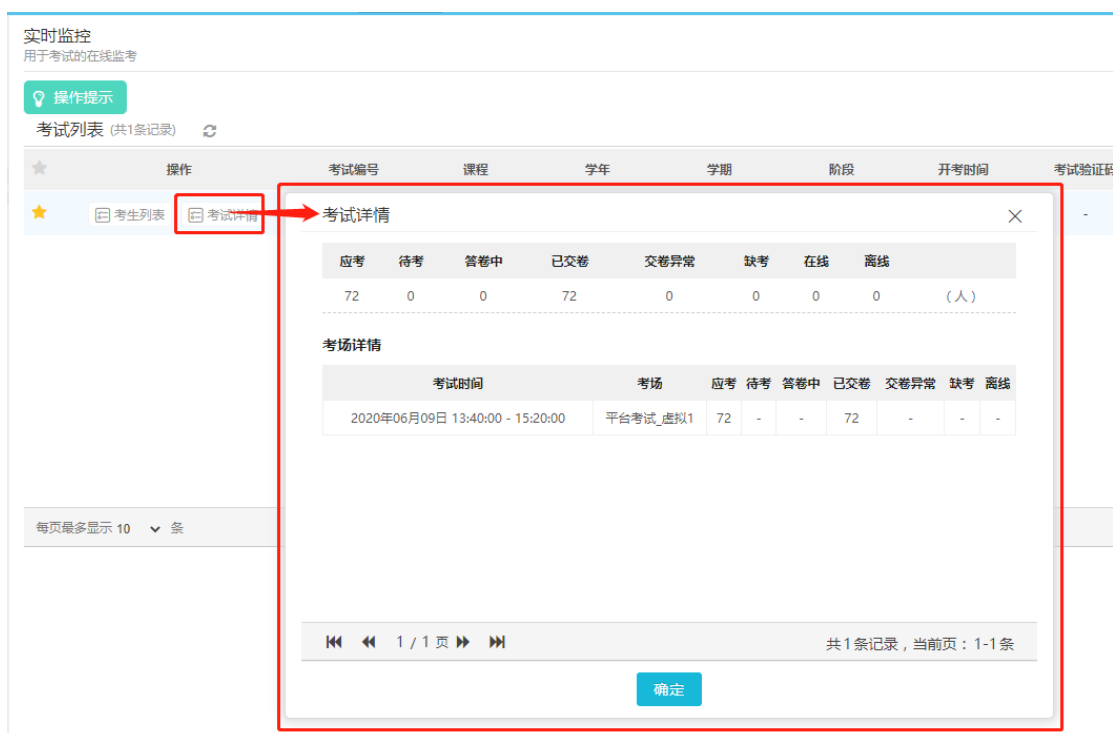 实时监控
用于考试的在线监考
操作提示
考试列表 (共1条记录)
操作 考试编号 课程 学年 学期 阶段 开考时间 考试验证码
考生列表 考试详情 -
考试详情
应考 待考 答卷中 已交卷 交卷异常 缺考 在线 离线
72 0 0 72 0 0 0 0 (人)
考场详情
考试时间 考场 应考 待考 答卷中 已交卷 交卷异常 缺考 离线
2020年06月09日 13:40:00 - 15:20:00 平台考试_虚拟1 72 - - 72 - - -
每页最多显示 10 条
1 / 1 页 共1条记录，当前页：1-1条
确定